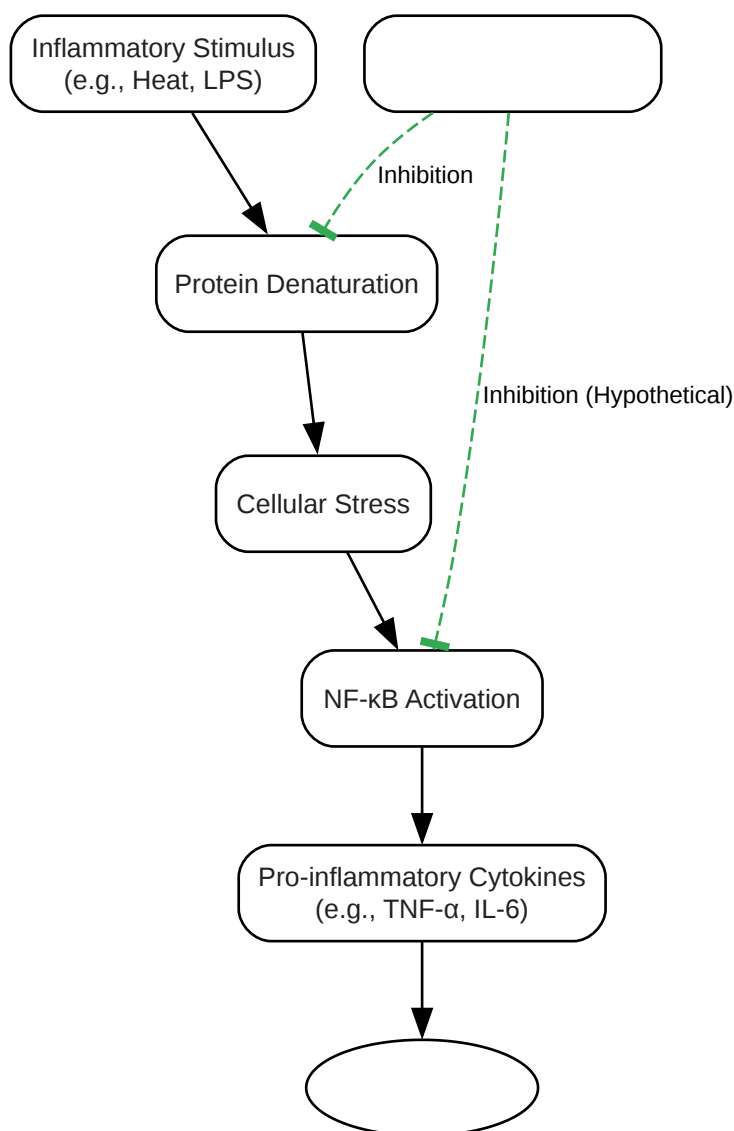 Inflammatory Stimulus
(e.g., Heat, LPS)
Inhibition
Protein Denaturation
Inhibition (Hypothetical)
Cellular Stress
NF-κB Activation
Pro-inflammatory Cytokines
(e.g., TNF-α, IL-6)